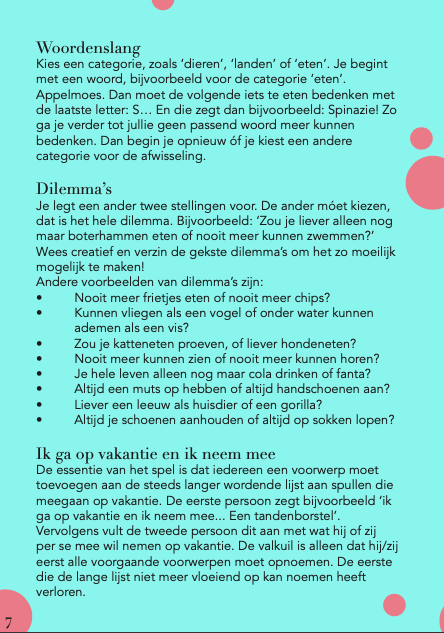 Woordenslang
Kies een categorie, zoals ‘dieren’, ‘landen’ of ‘eten’. Je begint
met een woord, bijvoorbeeld voor de categorie ‘eten’.
Appelmoes. Dan moet de volgende iets te eten bedenken met
de laatste letter: S… En die zegt dan bijvoorbeeld: Spinazie! Zo
ga je verder tot jullie geen passend woord meer kunnen
bedenken. Dan begin je opnieuw óf je kiest een andere
categorie voor de afwisseling.
Dilemma’s
Je legt een ander twee stellingen voor. De ander móet kiezen,
dat is het hele dilemma. Bijvoorbeeld: ‘Zou je liever alleen nog
maar boterhammen eten of nooit meer kunnen zwemmen?’
Wees creatief en verzin de gekste dilemma’s om het zo moeilijk
mogelijk te maken!
Andere voorbeelden van dilemma’s zijn:
• Nooit meer frietjes eten of nooit meer chips?
• Kunnen vliegen als een vogel of onder water kunnen
ademen als een vis?
• Zou je katteneten proeven, of liever hondeneten?
• Nooit meer kunnen zien of nooit meer kunnen horen?
• Je hele leven alleen nog maar cola drinken of fanta?
• Altijd een muts op hebben of altijd handschoenen aan?
• Liever een leeuw als huisdier of een gorilla?
• Altijd je schoenen aanhouden of altijd op sokken lopen?
Ik ga op vakantie en ik neem mee
De essentie van het spel is dat iedereen een voorwerp moet
toevoegen aan de steeds langer wordende lijst aan spullen die
meegaan op vakantie. De eerste persoon zegt bijvoorbeeld ‘ik
ga op vakantie en ik neem mee... Een tandenborstel’.
Vervolgens vult de tweede persoon dit aan met wat hij of zij
per se mee wil nemen op vakantie. De valkuil is alleen dat hij/zij
eerst alle voorgaande voorwerpen moet opnoemen. De eerste
die de lange lijst niet meer vloeiend op kan noemen heeft
verloren.
7